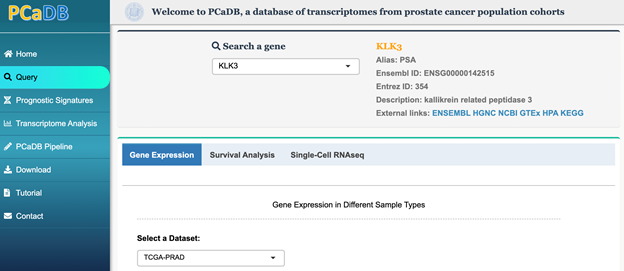 PCaDB
Welcome to PCaDB, a database of transcriptomes from prostate cancer population cohorts
Home
Query
Prognostic Signatures
Transcriptome Analysis
PCaDB Pipeline
Download
Tutorial
Contact
Search a gene
KLK3
KLK3
Alias: PSA
Ensembl ID: ENSG00000142515
Entrez ID: 354
Description: kallikrein related peptidase 3
External links: ENSEMBL HGNC NCBI GTEx HPA KEGG
Gene Expression Survival Analysis Single-Cell RNAseq
Gene Expression in Different Sample Types
Select a Dataset:
TCGA-PRAD